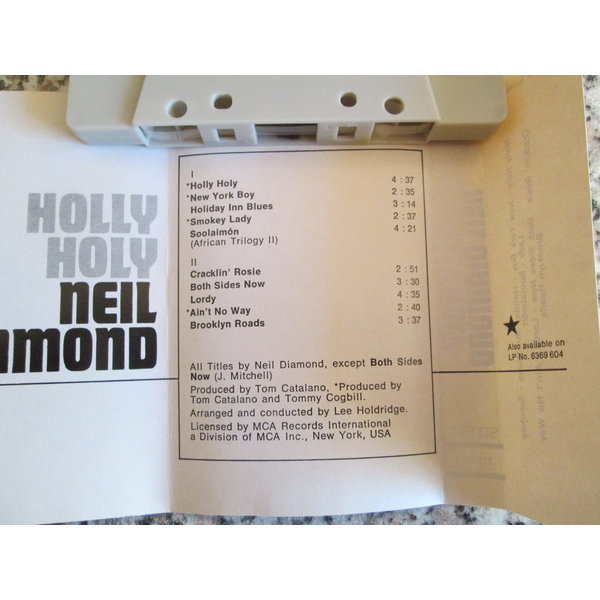 HOLLY
HOLY
NEIL
MOND
I
*Holly Holy 4 : 37
*New York Boy 2 : 35
Holiday Inn Blues 3 : 14
*Smokey Lady 2 : 37
Soolaimón 4 : 21
(African Trilogy II)
II
Cracklin' Rosie 2 : 51
Both Sides Now 3 : 30
Lordy 4 : 35
*Ain't No Way 2 : 40
Brooklyn Roads 3 : 37
All Titles by Neil Diamond, except Both Sides
Now (J. Mitchell)
Produced by Tom Catalano, *Produced by
Tom Catalano and Tommy Cogbill.
Arranged and conducted by Lee Holdridge.
Licensed by MCA Records International
a Division of MCA Inc., New York, USA
Also available on
LP No. 6369 604